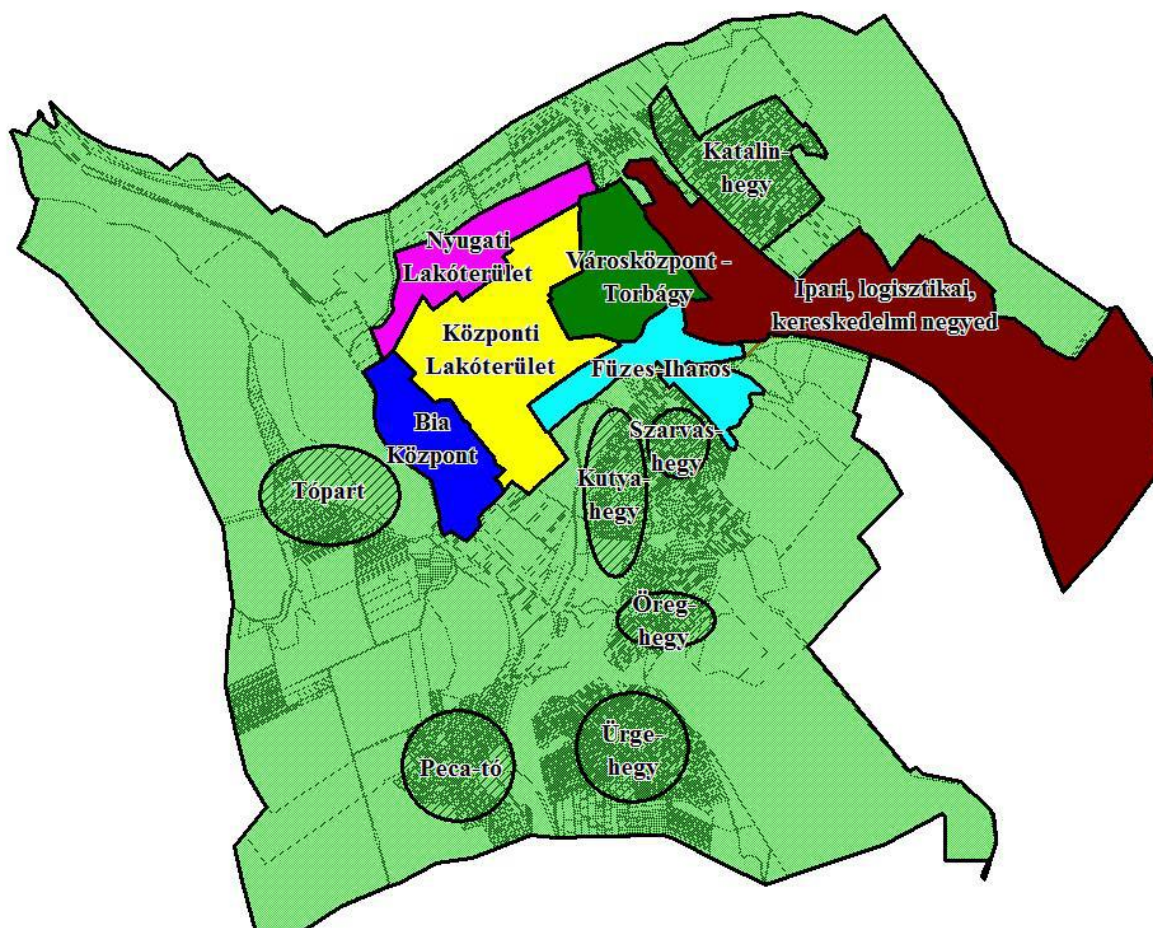 Katalin-
hegy
Nyugati
Lakóterület
Városközpont -
Torbágy
Ipari, logisztikai,
kereskedelmi negyed
Központi
Lakóterület
Füzes-Iharos
Bia
Központ
Szarvas-
hegy
Tópart
Kutya-
hegy
Öreg-
hegy
Ürge-
hegy
Peca-tó